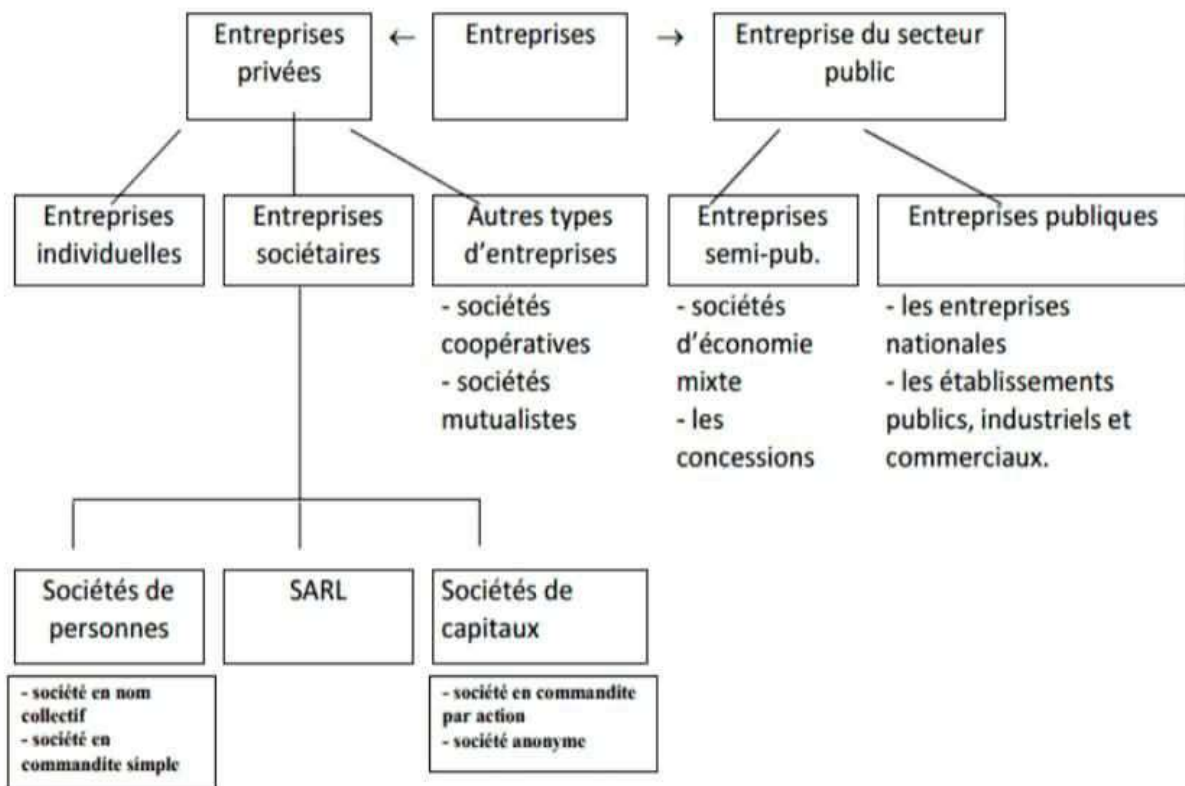 Entreprises
privées
←
Entreprises
→
Entreprise du secteur
public
Entreprises
individuelles
Entreprises
sociétaires
Autres types
d'entreprises
- sociétés
coopératives
- sociétés
mutualistes
Entreprises
semi-pub.
- sociétés
d'économie
mixte
- les
concessions
Entreprises publiques
- les entreprises
nationales
- les établissements
publics, industriels et
commerciaux.
Sociétés de
personnes
- société en nom
collectif
- société en
commandite simple
SARL
Sociétés de
capitaux
- société en commandite
par action
- société anonyme